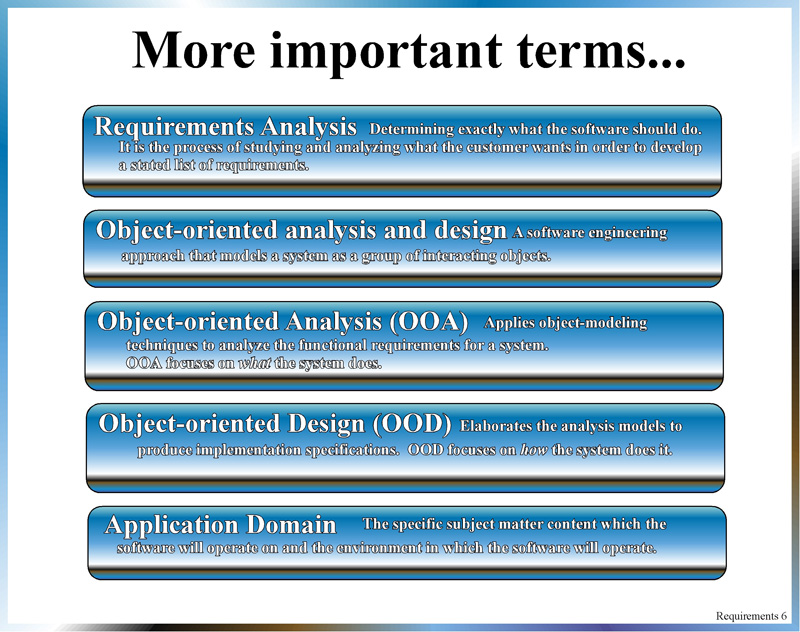 More important terms...
Requirements Analysis Determining exactly what the software should do.
It is the process of studying and analyzing what the customer wants in order to develop
a stated list of requirements.
Object-oriented analysis and design A software engineering
approach that models a system as a group of interacting objects.
Object-oriented Analysis (OOA) Applies object-modeling
techniques to analyze the functional requirements for a system.
OOA focuses on what the system does.
Object-oriented Design (OOD) Elaborates the analysis models to
produce implementation specifications. OOD focuses on how the system does it.
Application Domain The specific subject matter content which the
software will operate on and the environment in which the software will operate.
Requirements 6